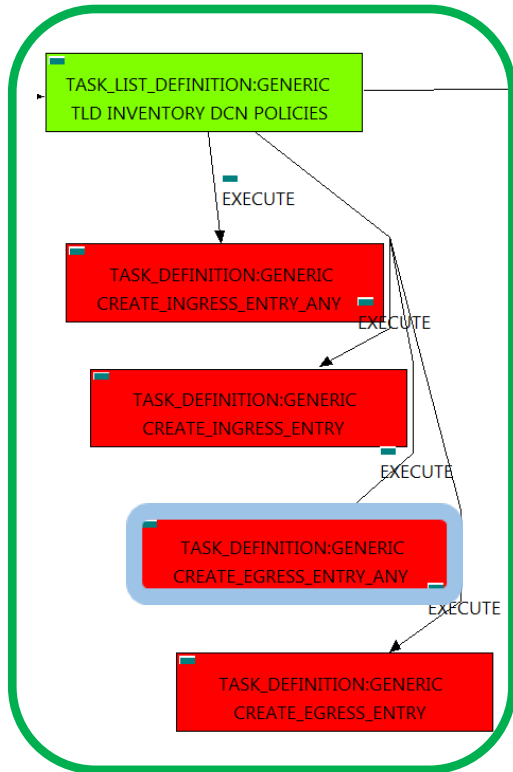 TASK_LIST_DEFINITION:GENERIC
TLD INVENTORY DCN POLICIES
EXECUTE
TASK_DEFINITION:GENERIC
CREATE_INGRESS_ENTRY_ANY
EXECUTE
TASK_DEFINITION:GENERIC
CREATE_INGRESS_ENTRY
EXECUTE
TASK_DEFINITION:GENERIC
CREATE_EGRESS_ENTRY_ANY
EXECUTE
TASK_DEFINITION:GENERIC
CREATE_EGRESS_ENTRY